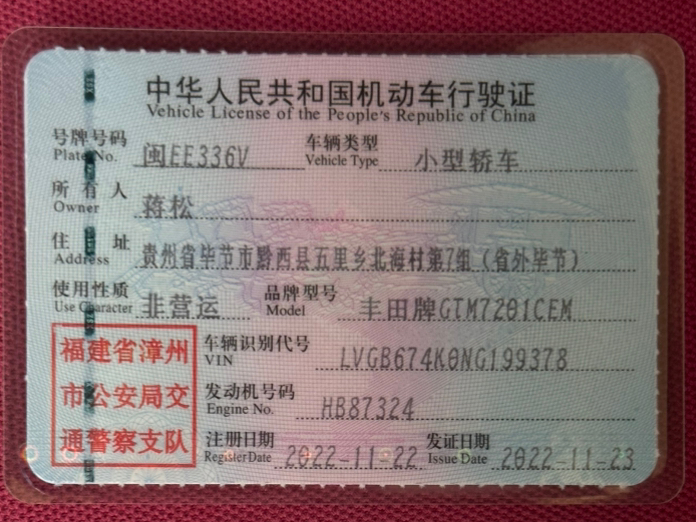 中华人民共和国机动车行驶证
Vehicle License of the People's Republic of China
号牌号码 闽EE336V 车辆类型 小型轿车
Plate No. Vehicle Type
所有人 蒋松
Owner
住址 贵州省毕节市黔西县五里乡北海村第7组（省外毕节）
Address
使用性质 非营运 品牌型号 丰田牌GTM7201CEM
Use Character Model
福建省漳州
市公安局交
通警察支队
车辆识别代号 LVGB674K0NG199378
VIN
发动机号码 HB87324
Engine No.
注册日期 2022-11-22 发证日期 2022-11-23
Register Date Issue Date